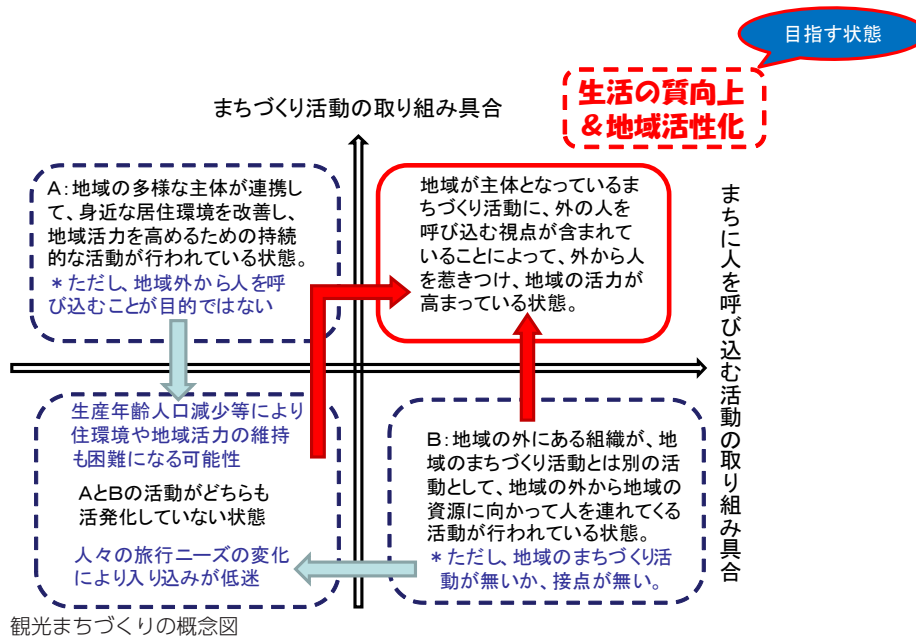 目指す状態
生活の質向上
&地域活性化
まちづくり活動の取り組み具合
A:地域の多様な主体が連携し
て、身近な居住環境を改善し、
地域活力を高めるための持続
的な活動が行われている状態。
*ただし、地域外から人を呼
び込むことが目的ではない
地域が主体となっているま
ちづくり活動に、外の人を
呼び込む視点が含まれて
いることによって、外から人
を惹きつけ、地域の活力が
高まっている状態。
まちに人を呼び込む活動の取り組み具合
生産年齢人口減少等により
住環境や地域活力の維持
も困難になる可能性
AとBの活動がどちらも
活発化していない状態
人々の旅行ニーズの変化
により入り込みが低迷
B:地域の外にある組織が、地
域のまちづくり活動とは別の活
動として、地域の外から地域の
資源に向かって人を連れてくる
活動が行われている状態。
*ただし、地域のまちづくり活
動が無いか、接点が無い。
観光まちづくりの概念図